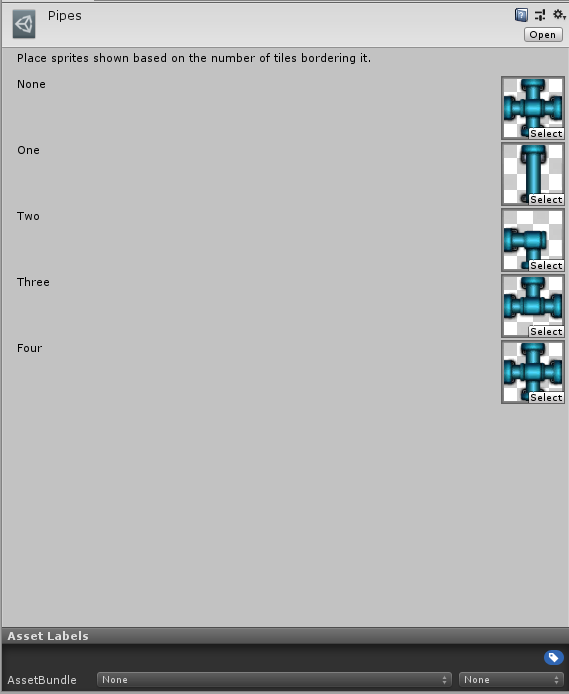 Pipes
Open
Place sprites shown based on the number of tiles bordering it.
None
Select
One
Select
Two
Select
Three
Select
Four
Select
Asset Labels
AssetBundle None None